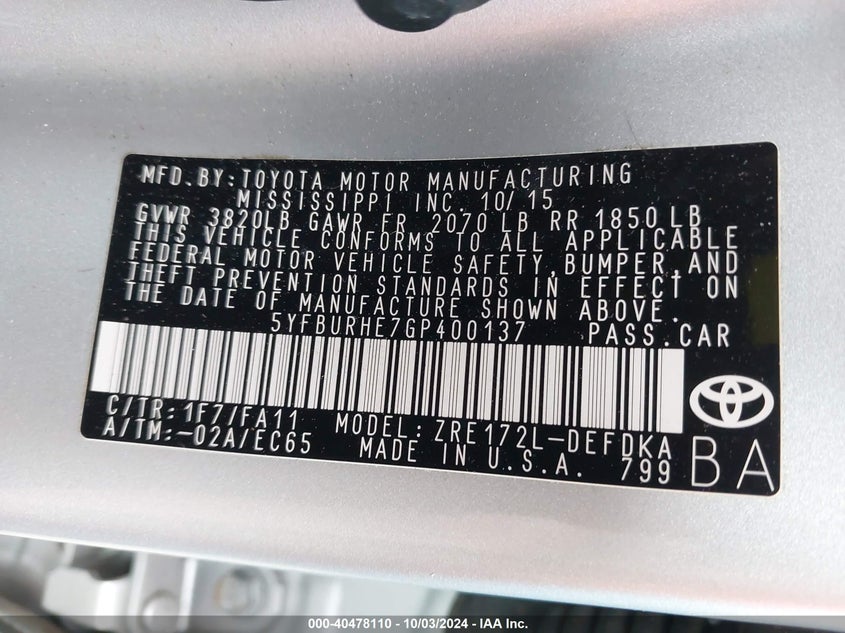 MFD.BY:TOYOTA MOTOR MANUFACTURING
MISSISSIPPI INC. 10/15
GVWR 3820LB GAWR FR 2070 LB RR 1850 LB
THIS VEHICLE CONFORMS TO ALL APPLICABLE
FEDERAL MOTOR VEHICLE SAFETY,BUMPER,AND
THEFT PREVENTION STANDARDS IN EFFECT ON
THE DATE OF MANUFACTURE SHOWN ABOVE.
5YFBURHE7GP400137 PASS.CAR
C/TR:1F7/FA11 MODEL:ZRE172L-DEFDKA
A/TM:-02A/EC65 MADE IN U.S.A. 799
BA
000-40478110 - 10/03/2024 - IAA Inc.